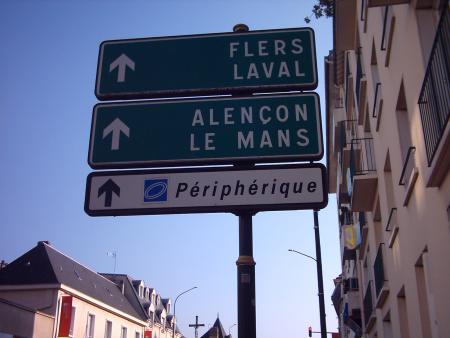 FLERS
LAVAL
ALENÇON
LE MANS
Périphérique